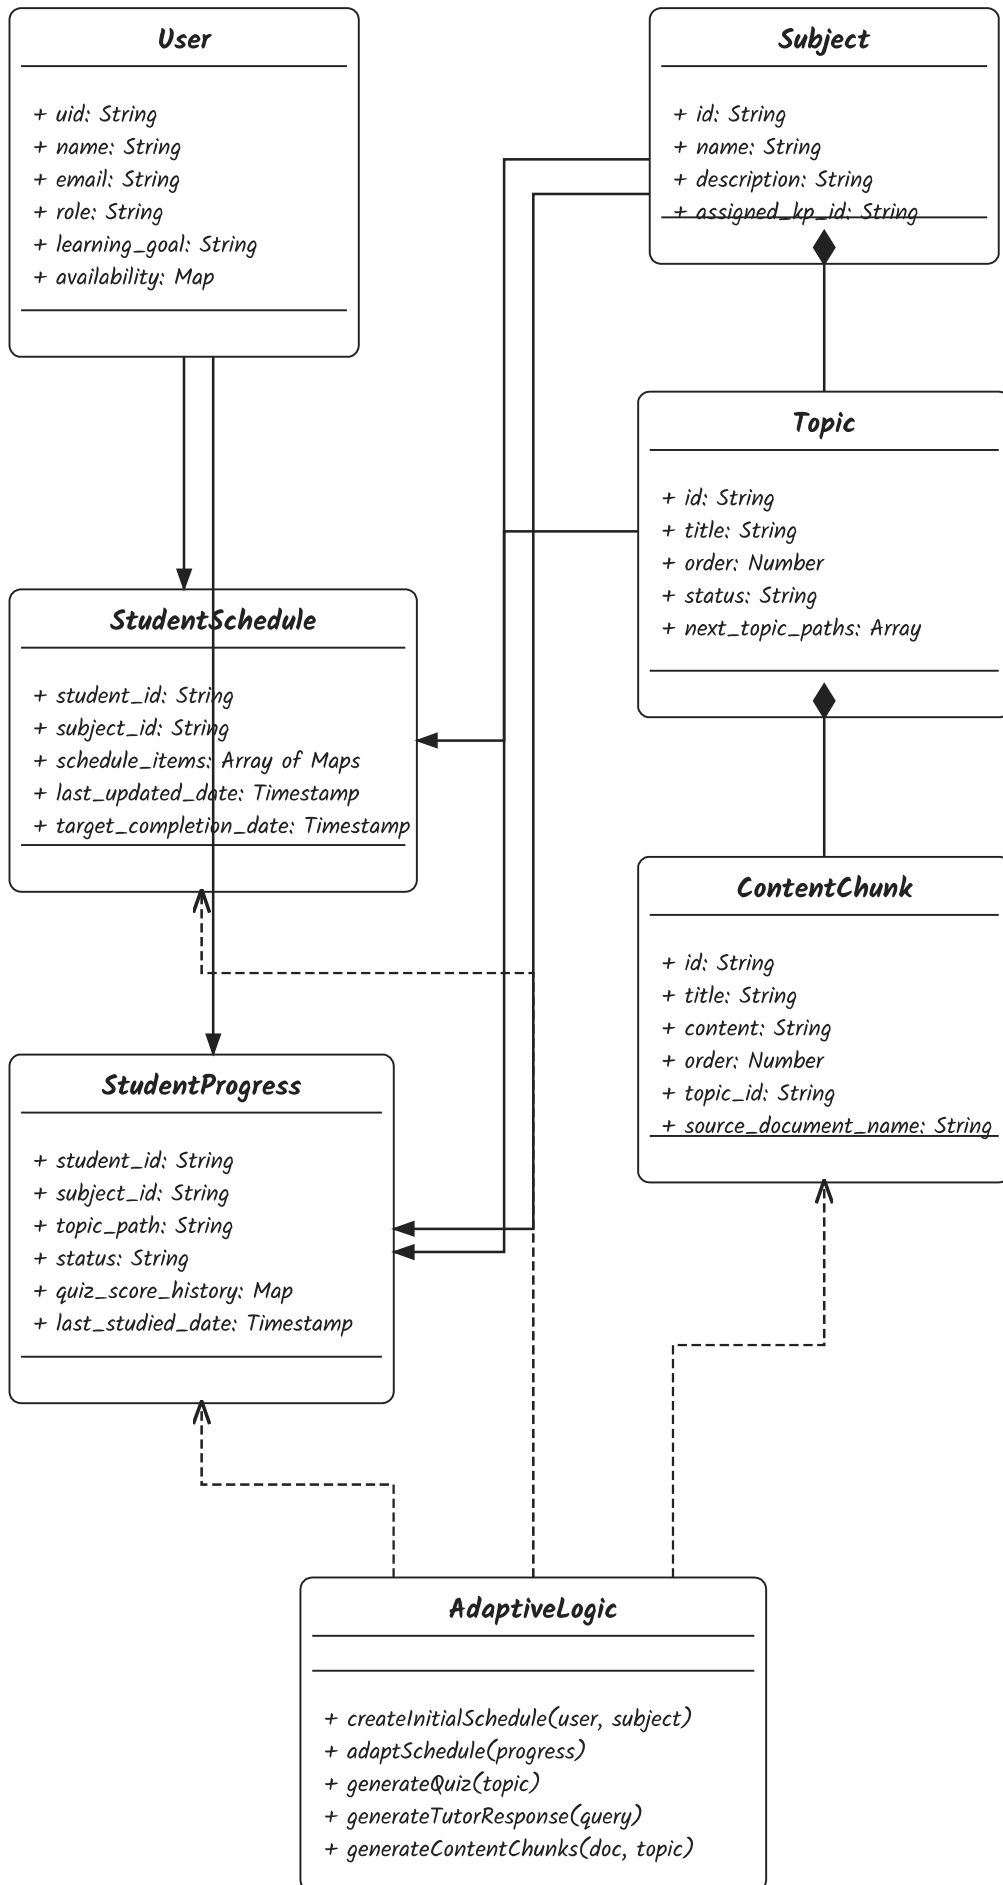 User
+ uid: String
+ name: String
+ email: String
+ role: String
+ learning_goal: String
+ availability: Map
Subject
+ id: String
+ name: String
+ description: String
+ assigned_kp_id: String
Topic
+ id: String
+ title: String
+ order: Number
+ status: String
+ next_topic_paths: Array
StudentSchedule
+ student_id: String
+ subject_id: String
+ schedule_items: Array of Maps
+ last_updated_date: Timestamp
+ target_completion_date: Timestamp
ContentChunk
+ id: String
+ title: String
+ content: String
+ order: Number
+ topic_id: String
+ source_document_name: String
StudentProgress
+ student_id: String
+ subject_id: String
+ topic_path: String
+ status: String
+ quiz_score_history: Map
+ last_studied_date: Timestamp
AdaptiveLogic
+ createInitialSchedule(user, subject)
+ adaptSchedule(progress)
+ generateQuiz(topic)
+ generateTutorResponse(query)
+ generateContentChunks(doc, topic)